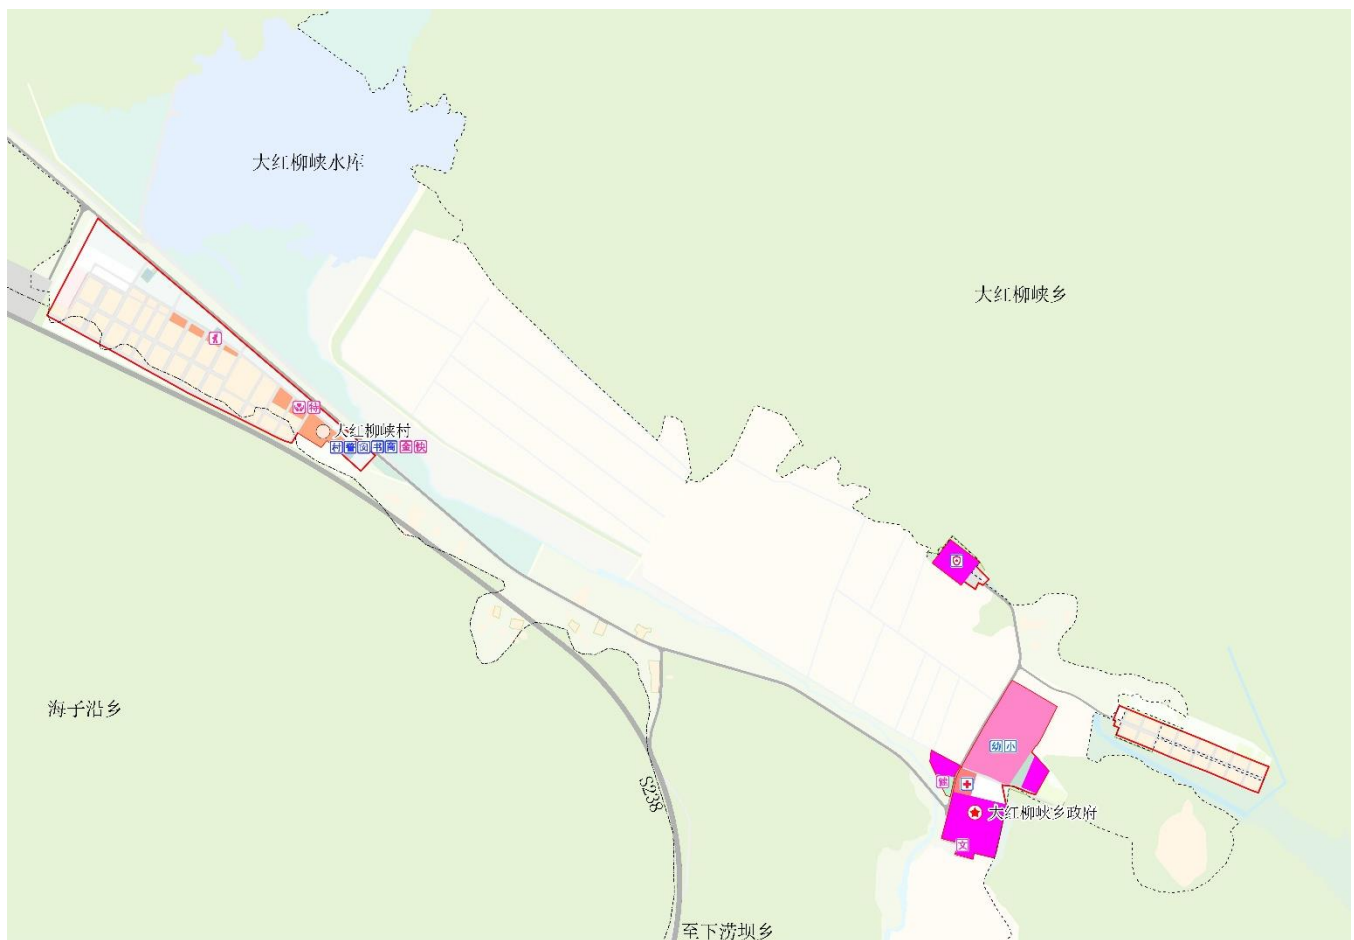 大红柳峡水库
大红柳峡乡
特
大红柳峡村
村 警 文 书 商 金 快
海子沿乡
幼 小
大红柳峡乡政府
文
S238
至下涝坝乡